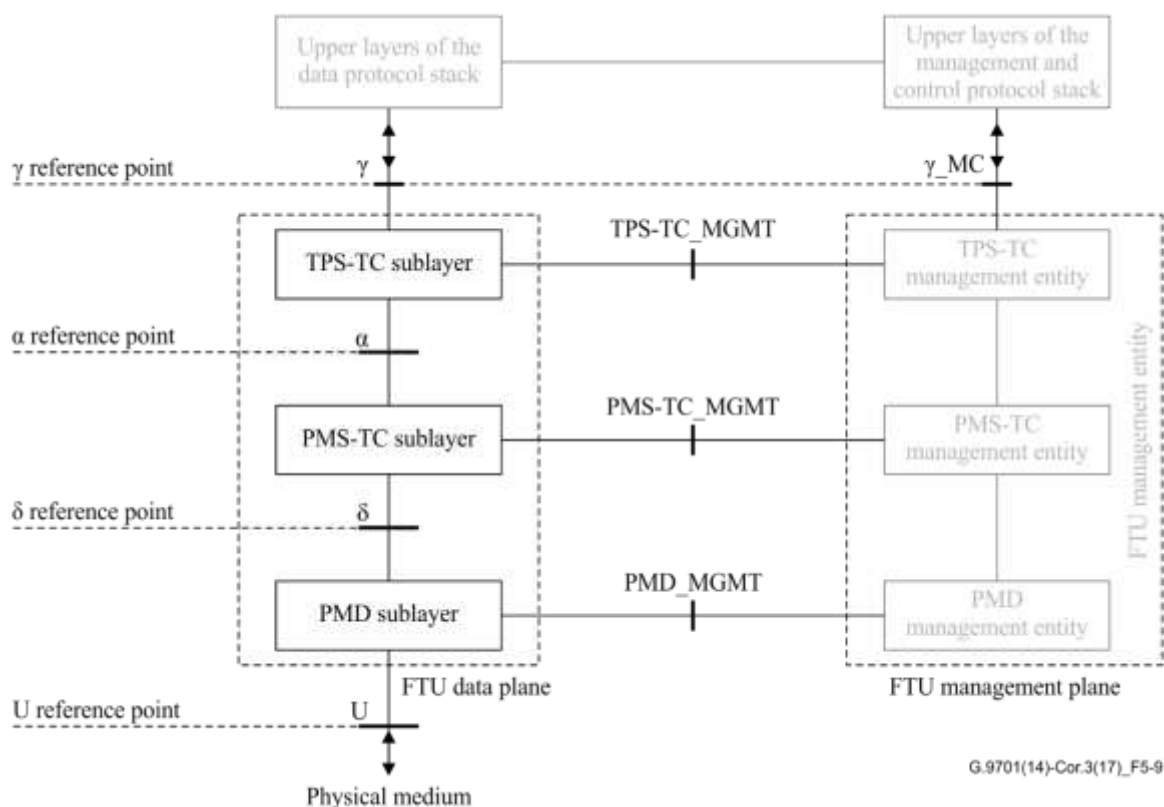 Upper layers of the
data protocol stack
Upper layers of the
management and
control protocol stack
γ reference point
γ
γ_MC
TPS-TC_MGMT
TPS-TC sublayer
TPS-TC
management entity
α reference point
α
PMS-TC_MGMT
PMS-TC sublayer
PMS-TC
management entity
FTU management entity
δ reference point
δ
PMD_MGMT
PMD sublayer
PMD
management entity
FTU data plane
FTU management plane
U reference point
U
Physical medium
G.9701(14)-Cor.3(17)_F5-9